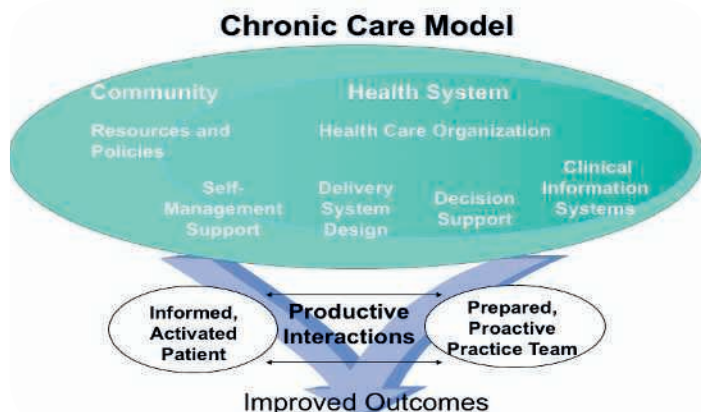 Chronic Care Model
Community
Health System
Resources and
Policies
Health Care Organization
Self-
Management
Support
Delivery
System
Design
Decision
Support
Clinical
Information
Systems
Informed,
Activated
Patient
Productive
Interactions
Prepared,
Proactive
Practice Team
Improved Outcomes